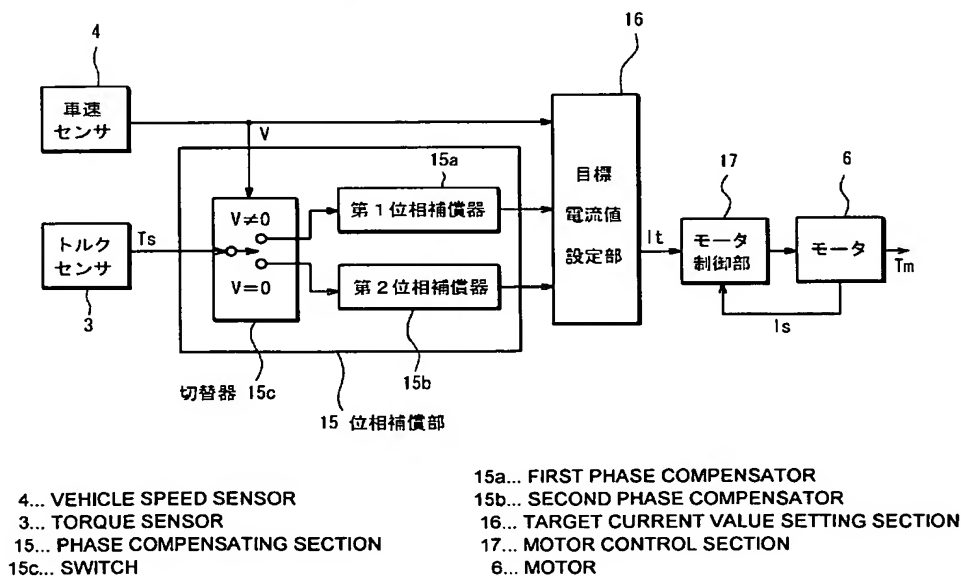 16
4
車速
センサ
V
15a
目標
電流値
設定部
17
6
V≠0
第1位相補償器
トルク
センサ
Ts
It
モータ
制御部
モータ
Tm
V=0
第2位相補償器
3
Is
切替器 15c
15b
15 位相補償部
4... VEHICLE SPEED SENSOR
3... TORQUE SENSOR
15... PHASE COMPENSATING SECTION
15c... SWITCH
15a... FIRST PHASE COMPENSATOR
15b... SECOND PHASE COMPENSATOR
16... TARGET CURRENT VALUE SETTING SECTION
17... MOTOR CONTROL SECTION
6... MOTOR